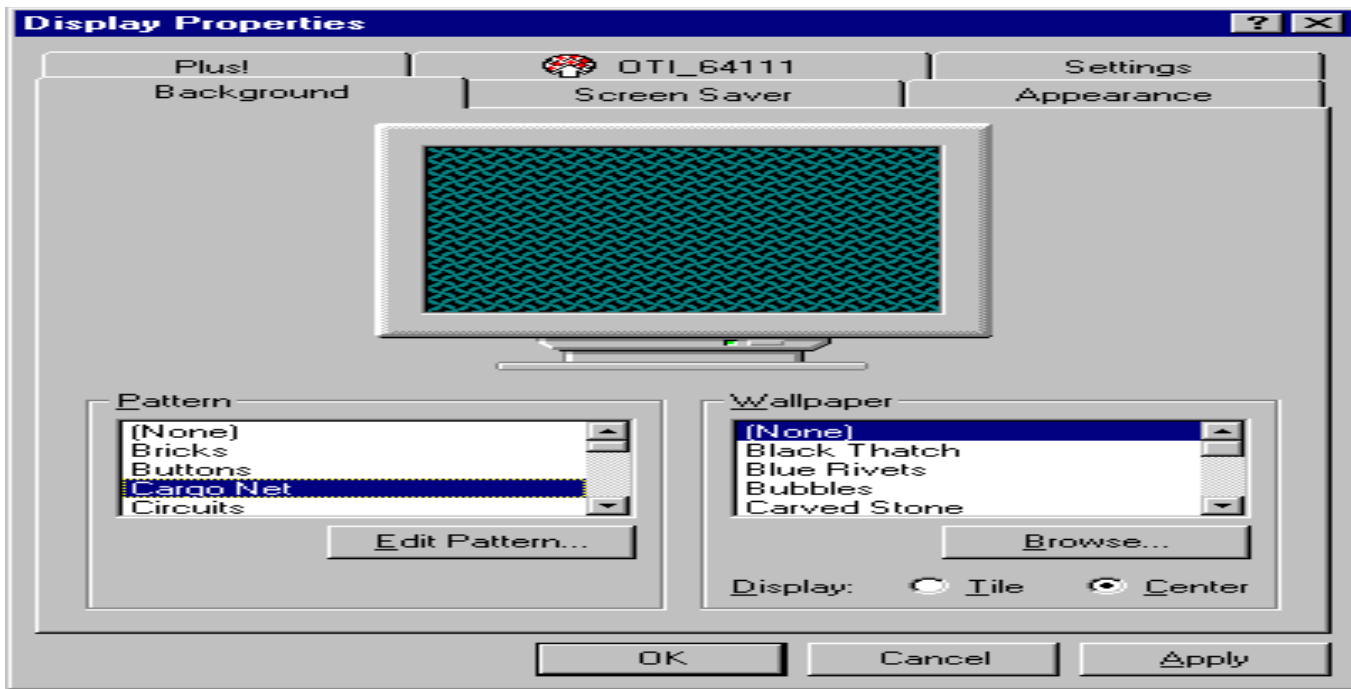 Display Properties
Plus! OTI_64111 Settings
Background Screen Saver Appearance
Pattern
(None)
Bricks
Buttons
Cargo Net
Circuits
Edit Pattern...
Wallpaper
(None)
Black Thatch
Blue Rivets
Bubbles
Carved Stone
Browse...
Display: Tile Center
OK Cancel Apply